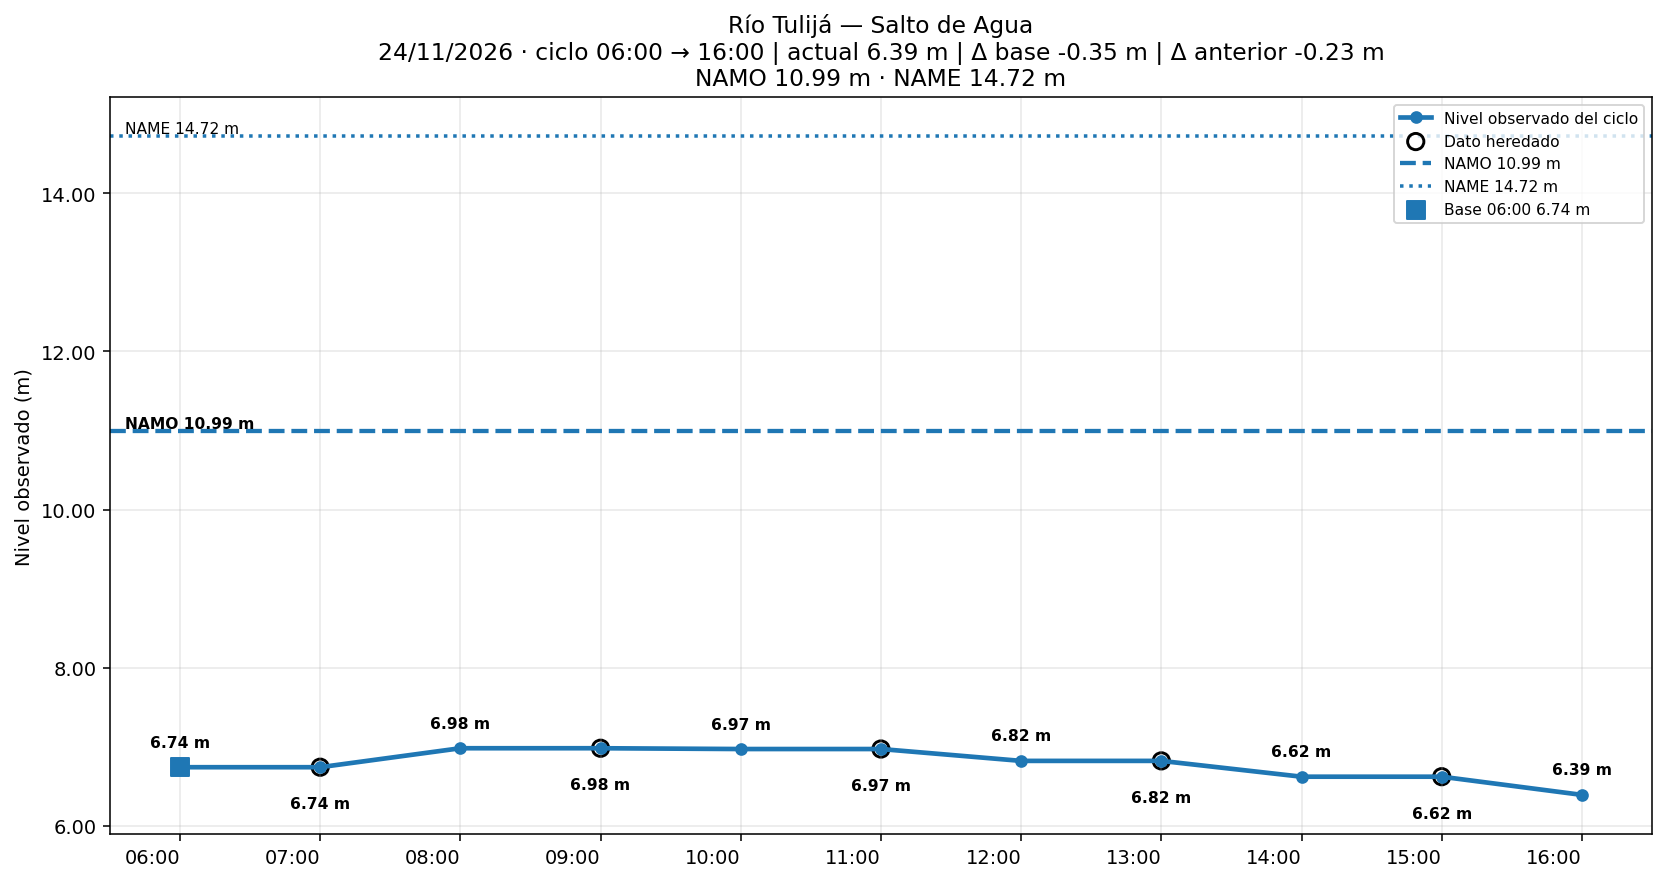 Río Tulijá — Salto de Agua
24/11/2026 · ciclo 06:00 → 16:00 | actual 6.39 m | Δ base -0.35 m | Δ anterior -0.23 m
NAMO 10.99 m · NAME 14.72 m
NAME 14.72 m
Nivel observado del ciclo
Dato heredado
NAMO 10.99 m
NAME 14.72 m
Base 06:00 6.74 m
14.00
12.00
NAMO 10.99 m
10.00
8.00
6.00
Nivel observado (m)
6.74 m
6.74 m
6.98 m
6.98 m
6.97 m
6.97 m
6.82 m
6.82 m
6.62 m
6.62 m
6.39 m
06:00
07:00
08:00
09:00
10:00
11:00
12:00
13:00
14:00
15:00
16:00